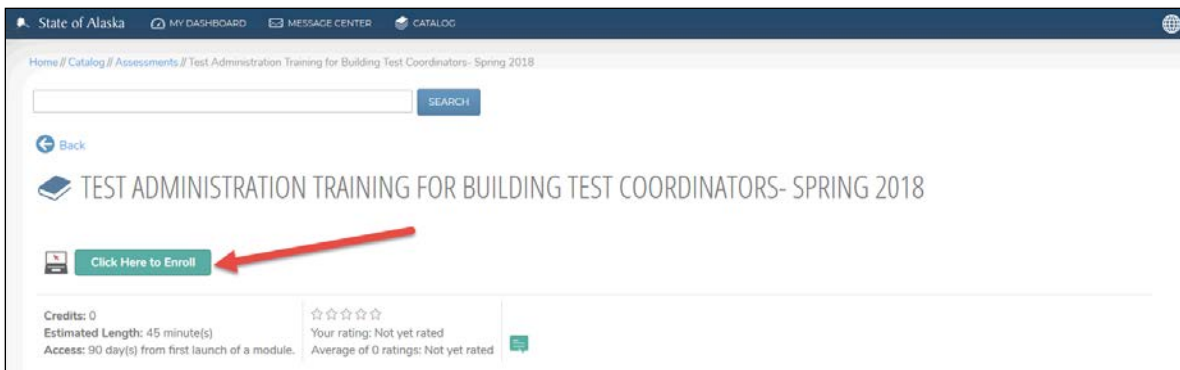 State of Alaska MY DASHBOARD MESSAGE CENTER CATALOG
Home // Catalog // Assessments // Test Administration Training for Building Test Coordinators- Spring 2018
SEARCH
Back
TEST ADMINISTRATION TRAINING FOR BUILDING TEST COORDINATORS- SPRING 2018
Click Here to Enroll
Credits: 0
Estimated Length: 45 minute(s)
Access: 90 day(s) from first launch of a module.
Your rating: Not yet rated
Average of 0 ratings: Not yet rated